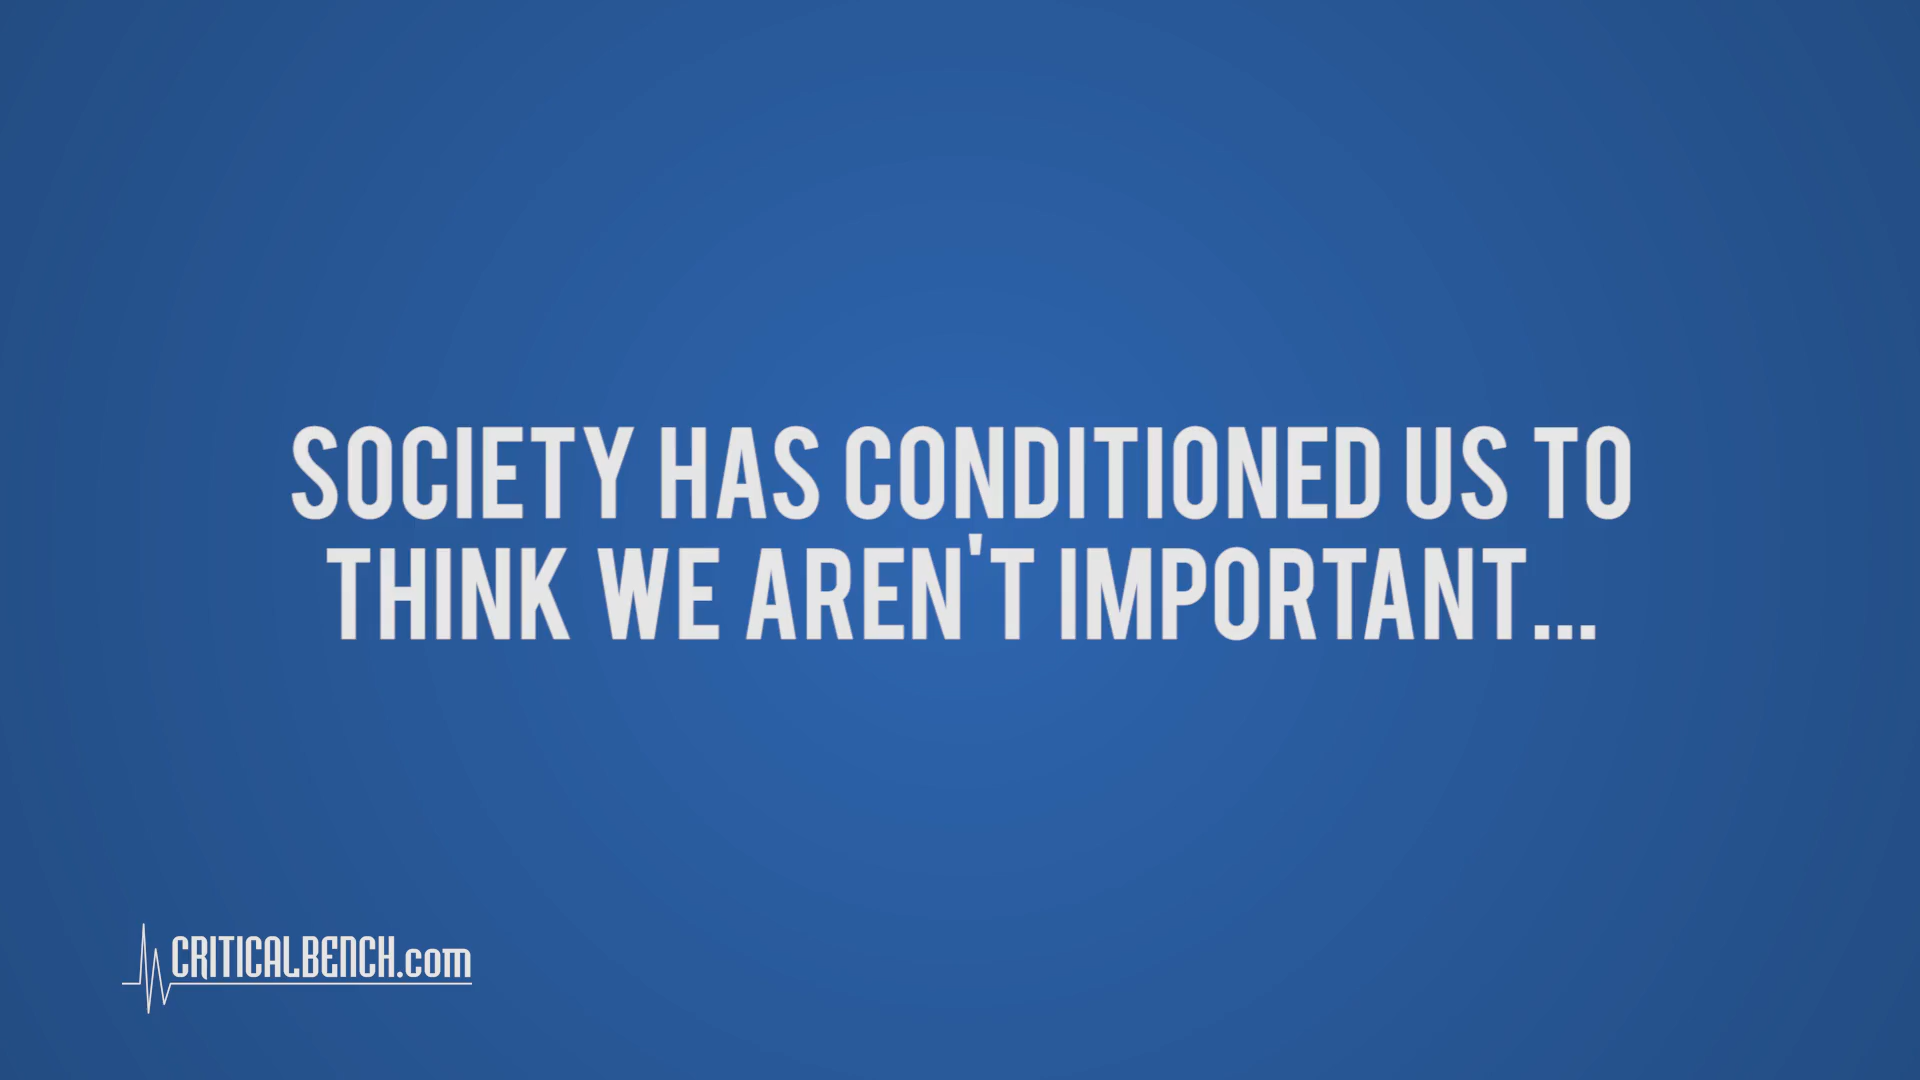 SOCIETY HAS CONDITIONED US TO
THINK WE AREN'T IMPORTANT...
CRITICALBENCH.com